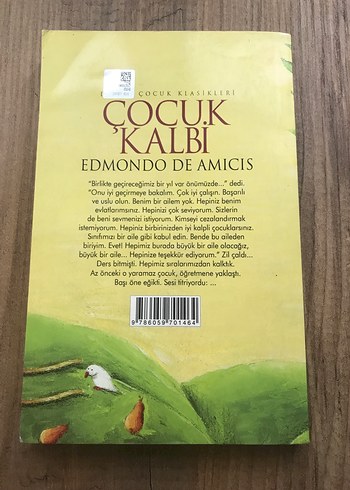 ÇOCUK KLASİKLERİ
ÇOCUK
KALBİ
EDMONDO DE AMICIS
"Birlikte geçireceğimiz bir yıl var önümüzde..." dedi.
"Onu iyi geçirmeye bakalım. Çok iyi çalışın. Başarılı
ve uslu olun. Benim bir ailem yok. Hepiniz benim
evlatlarımsınız. Hepinizi çok seviyorum. Sizlerin
de beni sevmenizi istiyorum. Kimseyi cezalandırmak
istemiyorum. Hepiniz birbirinizden iyi kalpli çocuklarsınız.
Sınıfımızı bir aile gibi kabul edin. Bende bu aileden
biriyim. Evet! Hepimiz burada büyük bir aile olacağız,
büyük bir aile... Hepinize teşekkür ediyorum." Zil çaldı...
Ders bitmişti. Hepimiz sıralarımızdan kalktık.
Az önceki o yaramaz çocuk, öğretmene yaklaştı.
Başı öne eğikti. Sesi titriyordu: ...
9 786059 701464